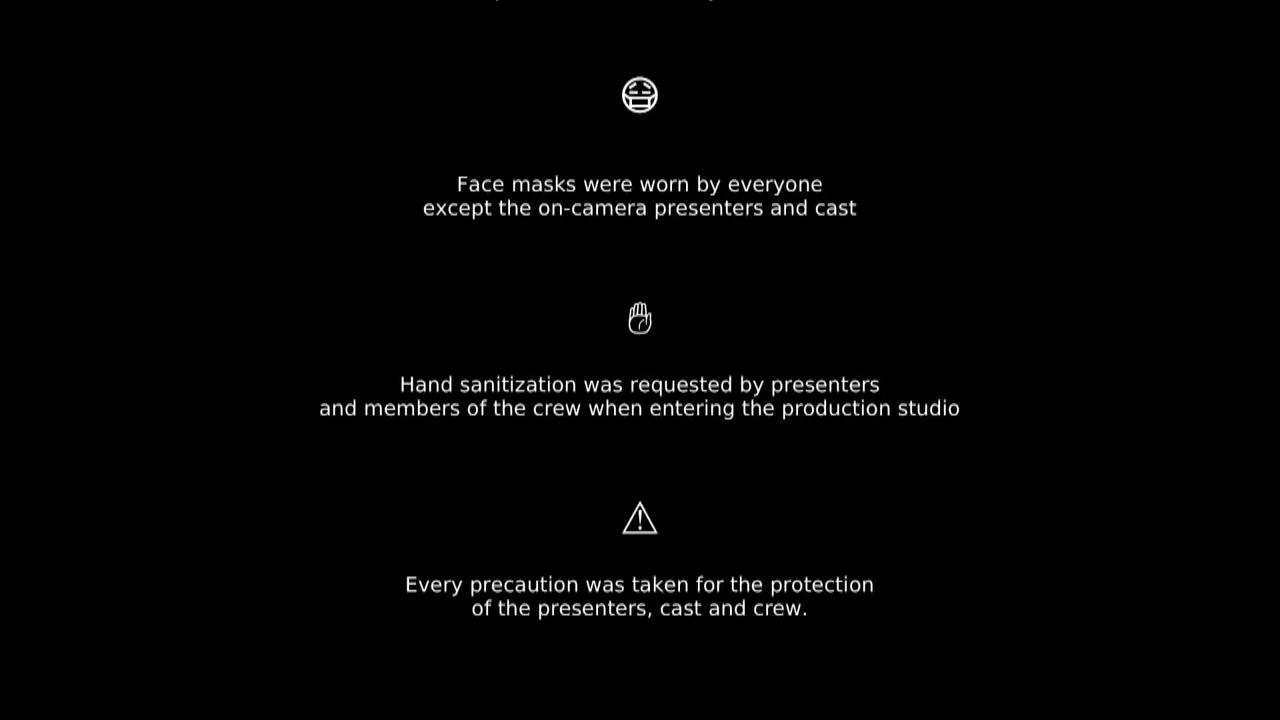 Face masks were worn by everyone
except the on-camera presenters and cast
Hand sanitization was requested by presenters
and members of the crew when entering the production studio
Every precaution was taken for the protection
of the presenters, cast and crew.